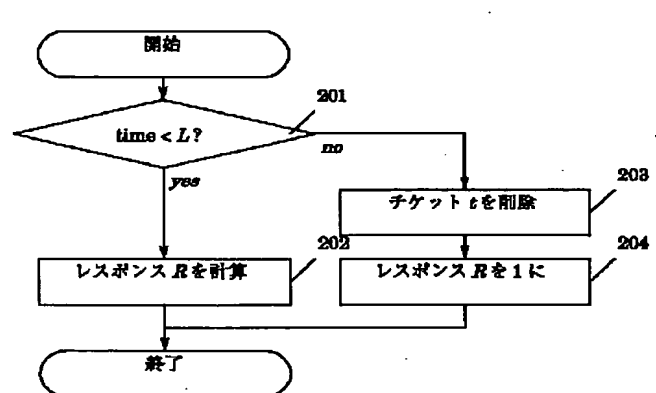 開始
201
time < L?
no
yes
203
チケット t を削除
202
204
レスポンス R を計算
レスポンス R を 1 に
終了